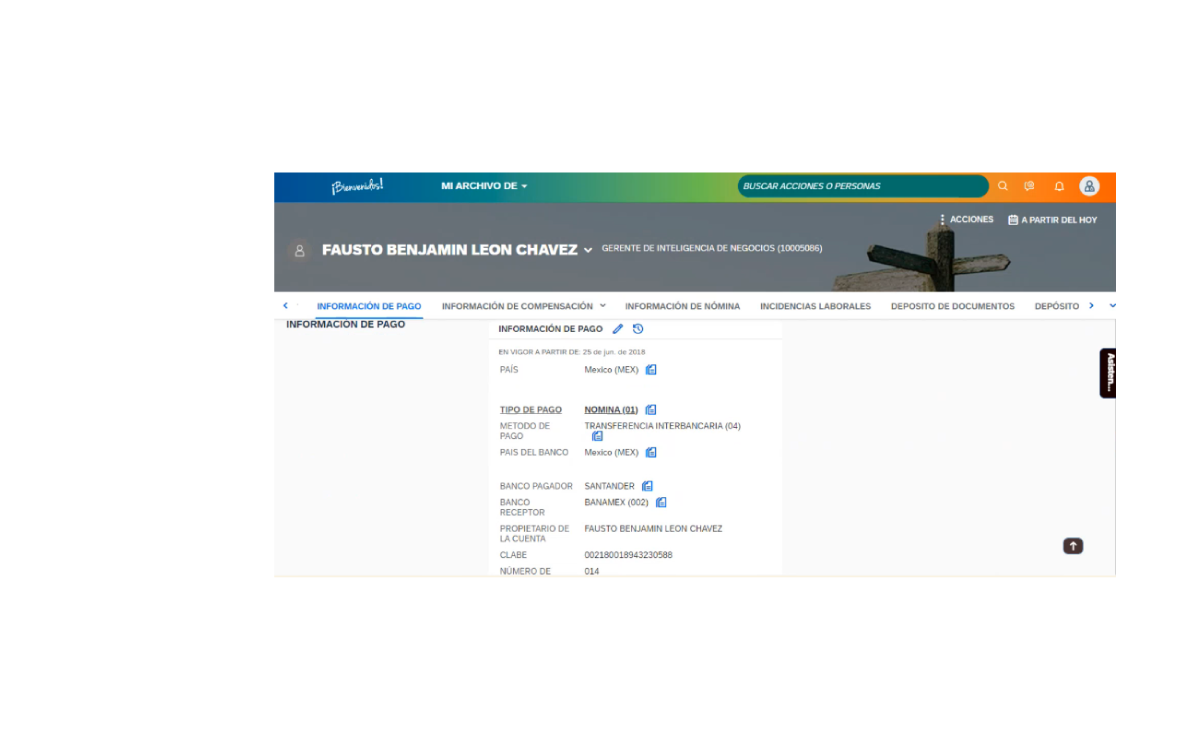 ¡Bienvenidos!
MI ARCHIVO DE
BUSCAR ACCIONES O PERSONAS
ACCIONES
A PARTIR DEL HOY
FAUSTO BENJAMIN LEON CHAVEZ
GERENTE DE INTELIGENCIA DE NEGOCIOS (10005086)
INFORMACIÓN DE PAGO
INFORMACIÓN DE COMPENSACIÓN
INFORMACIÓN DE NÓMINA
INCIDENCIAS LABORALES
DEPOSITO DE DOCUMENTOS
DEPÓSITO
INFORMACIÓN DE PAGO
INFORMACIÓN DE PAGO
EN VIGOR A PARTIR DE: 25 de jun. de 2018
PAÍS Mexico (MEX)
TIPO DE PAGO NOMINA (01)
METODO DE PAGO TRANSFERENCIA INTERBANCARIA (04)
PAIS DEL BANCO Mexico (MEX)
BANCO PAGADOR SANTANDER
BANCO RECEPTOR BANAMEX (002)
PROPIETARIO DE LA CUENTA FAUSTO BENJAMIN LEON CHAVEZ
CLABE 002180018943230588
NÚMERO DE 014
Asisten...